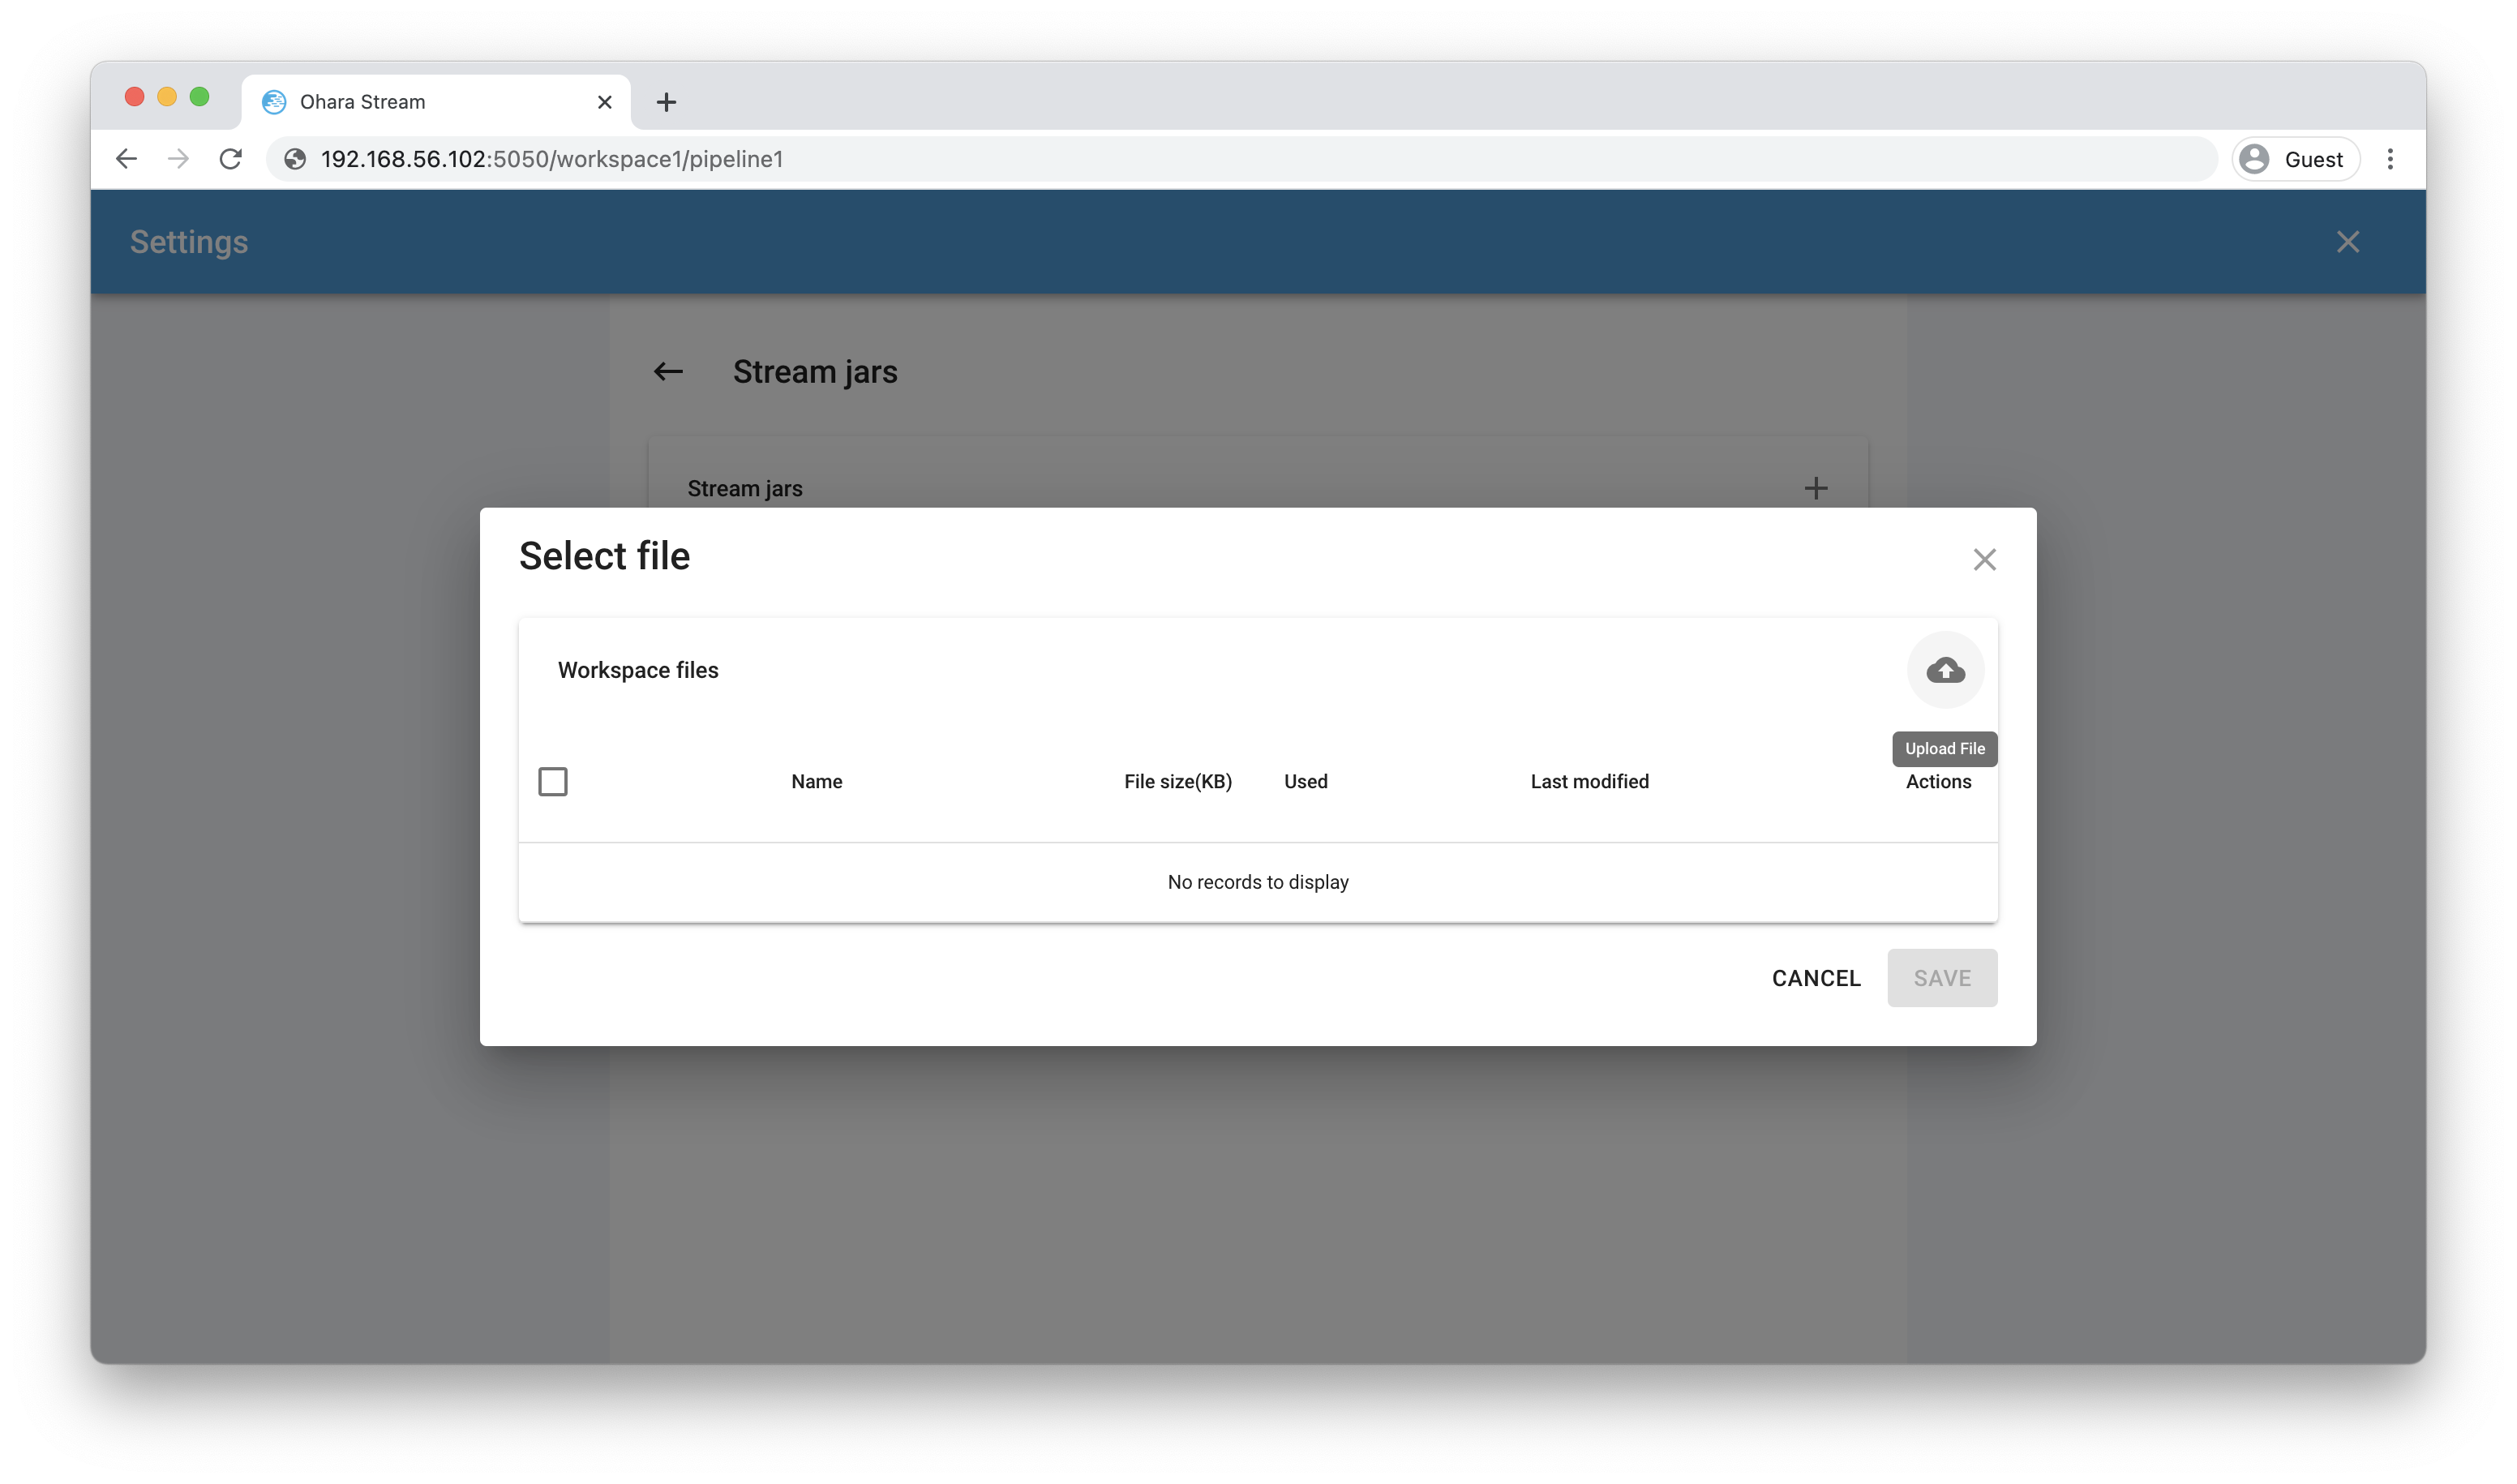 Ohara Stream
192.168.56.102:5050/workspace1/pipeline1
Guest
Settings
Stream jars
Stream jars
Select file
Workspace files
Upload File
Name File size(KB) Used Last modified Actions
No records to display
CANCEL SAVE